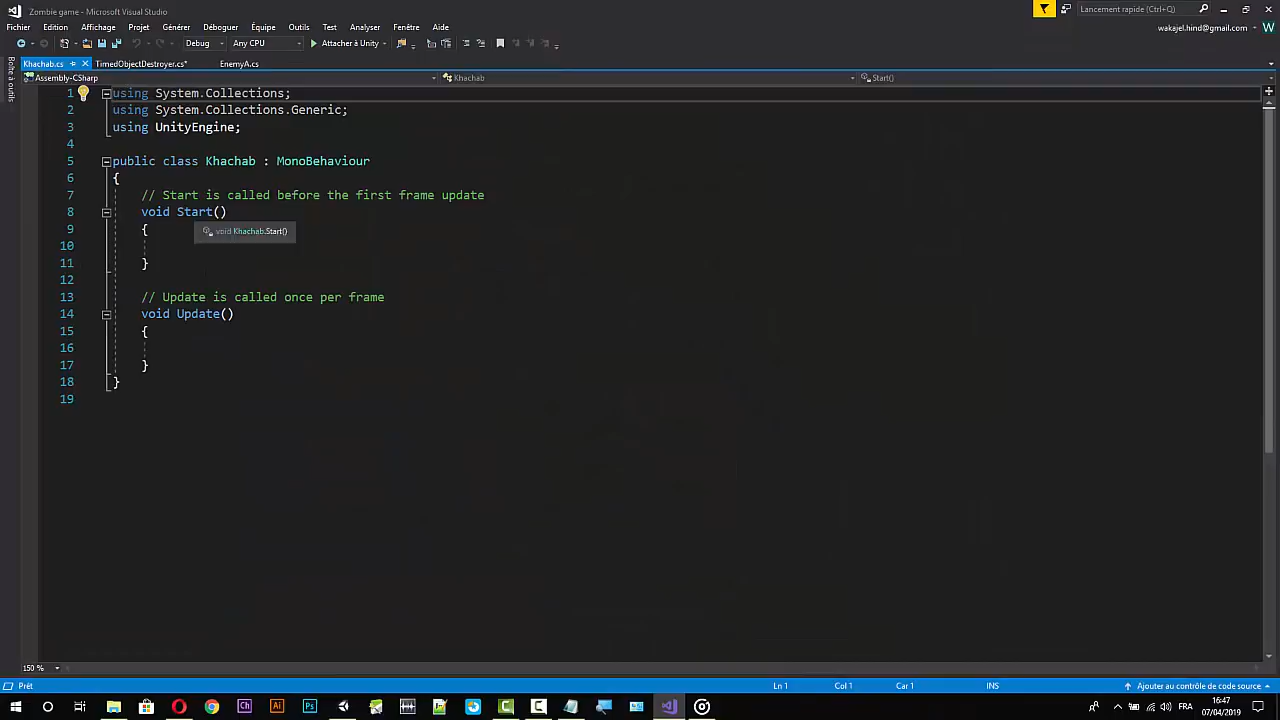 Zombie game - Microsoft Visual Studio
Lancement rapide (Ctrl+Q)
Fichier Edition Affichage Projet Générer Déboguer Équipe Outils Test Analyser Fenêtre Aide
wakajel.hind@gmail.com W
Debug Any CPU Attacher à Unity
Khachab.cs TimedObjectDestroyer.cs* EnemyA.cs
Boîte à outils
Assembly-CSharp Khachab Start()
1 using System.Collections;
2 using System.Collections.Generic;
3 using UnityEngine;
4
5 public class Khachab : MonoBehaviour
6 {
7 // Start is called before the first frame update
8 void Start()
9 {
void Khachab.Start()
10
11 }
12
13 // Update is called once per frame
14 void Update()
15 {
16
17 }
18 }
19
150 %
Prêt Ln 1 Col 1 Car 1 INS Ajouter au contrôle de code source
Ch Ai Ps FRA 16:47
07/04/2019